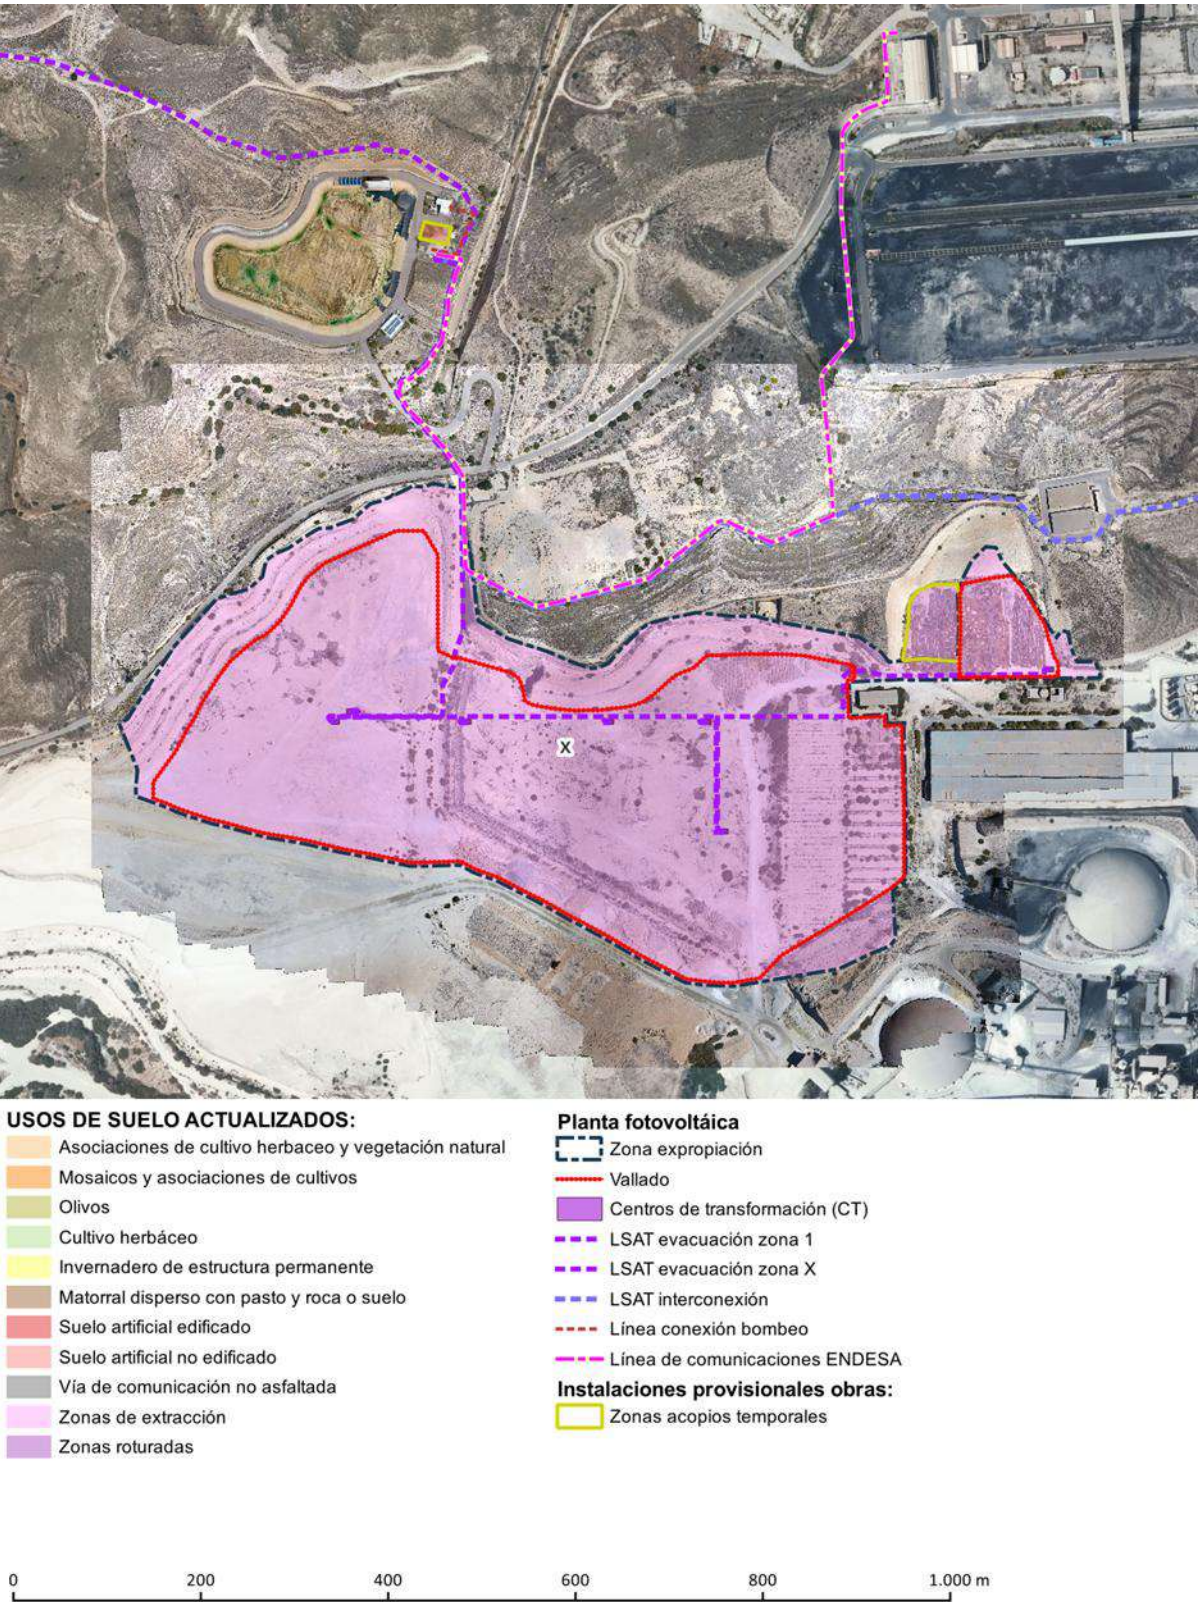 X
USOS DE SUELO ACTUALIZADOS:
Asociaciones de cultivo herbaceo y vegetación natural
Mosaicos y asociaciones de cultivos
Olivos
Cultivo herbáceo
Invernadero de estructura permanente
Matorral disperso con pasto y roca o suelo
Suelo artificial edificado
Suelo artificial no edificado
Vía de comunicación no asfaltada
Zonas de extracción
Zonas roturadas
Planta fotovoltáica
Zona expropiación
Vallado
Centros de transformación (CT)
LSAT evacuación zona 1
LSAT evacuación zona X
LSAT interconexión
Línea conexión bombeo
Línea de comunicaciones ENDESA
Instalaciones provisionales obras:
Zonas acopios temporales
0 200 400 600 800 1.000 m